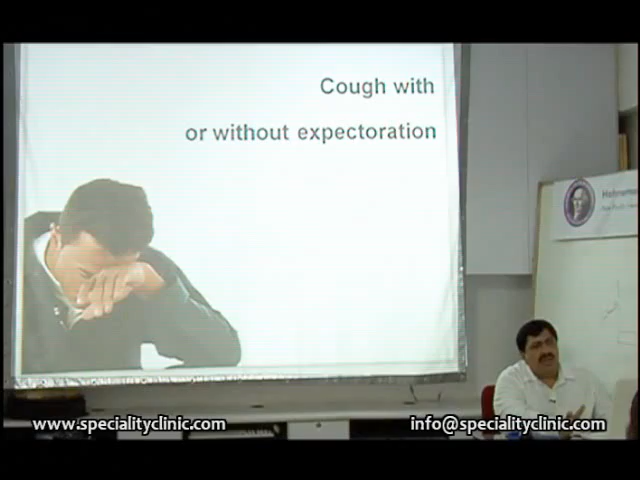 Cough with
or without expectoration
www.specialityclinic.com
info@specialityclinic.com